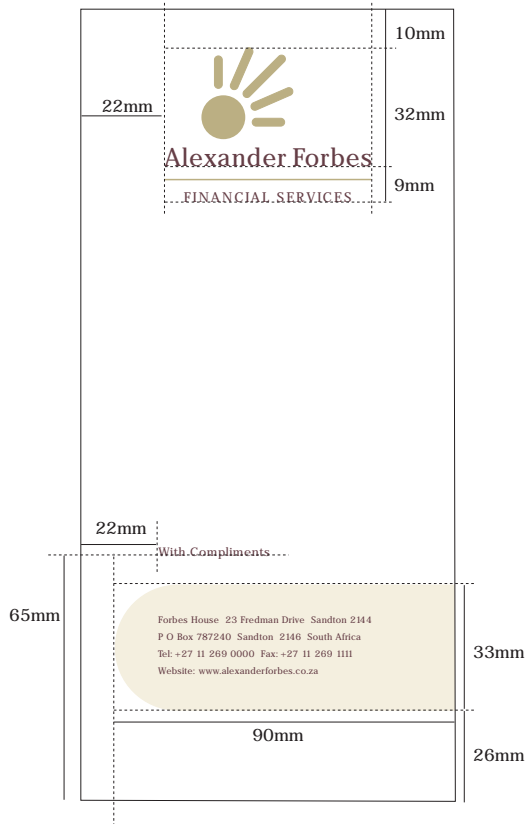 10mm
22mm
32mm
Alexander Forbes
9mm
FINANCIAL SERVICES
22mm
With Compliments
65mm
Forbes House 23 Fredman Drive Sandton 2144
P O Box 787240 Sandton 2146 South Africa
Tel: +27 11 269 0000 Fax: +27 11 269 1111
Website: www.alexanderforbes.co.za
33mm
90mm
26mm